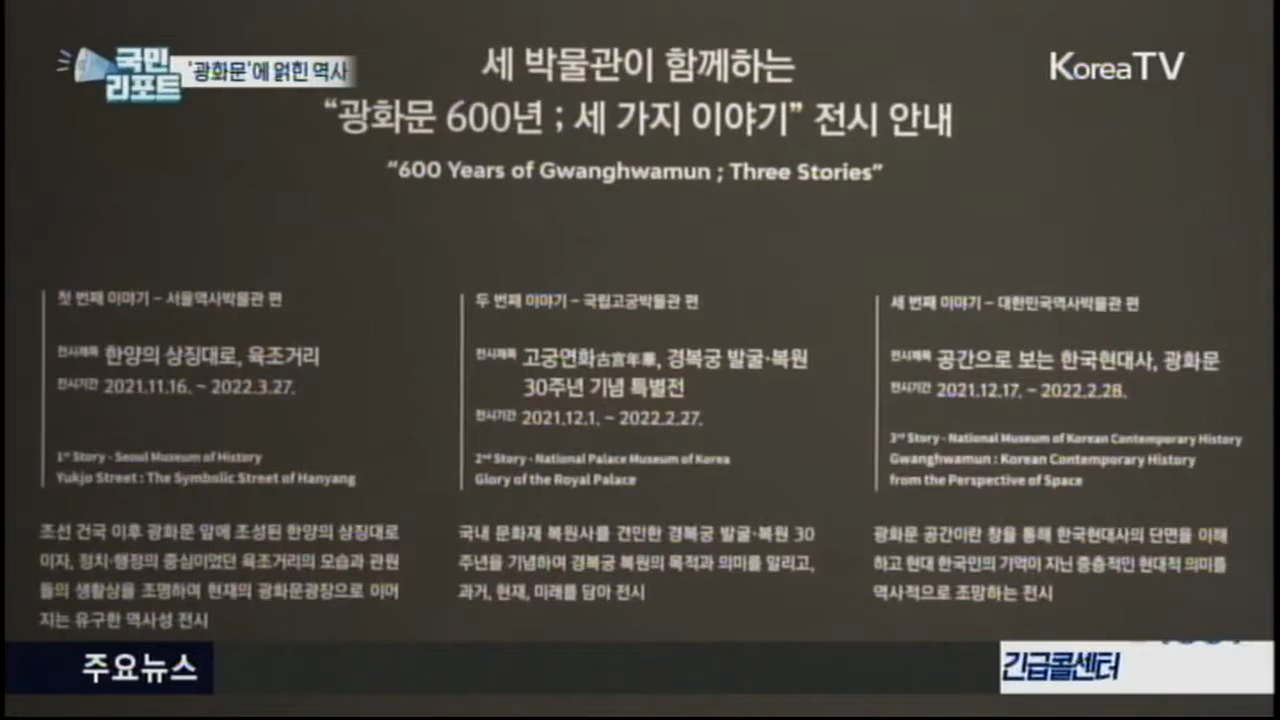 국민
리포트
'광화문'에 얽힌 역사
KoreaTV
세 박물관이 함께하는
“광화문 600년 ; 세 가지 이야기” 전시 안내
“600 Years of Gwanghwamun ; Three Stories”
첫 번째 이야기 - 서울역사박물관 편
전시제목 한양의 상징대로, 육조거리
전시기간 2021.11.16. ~ 2022.3.27.
1st Story - Seoul Museum of History
Yukjo Street : The Symbolic Street of Hanyang
조선 건국 이후 광화문 앞에 조성된 한양의 상징대로
이자, 정치·행정의 중심이었던 육조거리의 모습과 관원
들의 생활상을 조명하여 현재의 광화문광장으로 이어
지는 유구한 역사성 전시
두 번째 이야기 - 국립고궁박물관 편
전시제목 고궁연화古宮年華, 경복궁 발굴·복원
30주년 기념 특별전
전시기간 2021.12.1. ~ 2022.2.27.
2nd Story - National Palace Museum of Korea
Glory of the Royal Palace
국내 문화재 복원사를 견인한 경복궁 발굴·복원 30
주년을 기념하여 경복궁 복원의 목적과 의미를 알리고,
과거, 현재, 미래를 담아 전시
세 번째 이야기 - 대한민국역사박물관 편
전시제목 공간으로 보는 한국현대사, 광화문
전시기간 2021.12.17. ~ 2022.2.28.
3rd Story - National Museum of Korean Contemporary History
Gwanghwamun : Korean Contemporary History
from the Perspective of Space
광화문 공간이란 창을 통해 한국현대사의 단면을 이해
하고 현대 한국인의 기억이 지닌 중층적인 현대적 의미를
역사적으로 조망하는 전시
주요뉴스
긴급콜센터